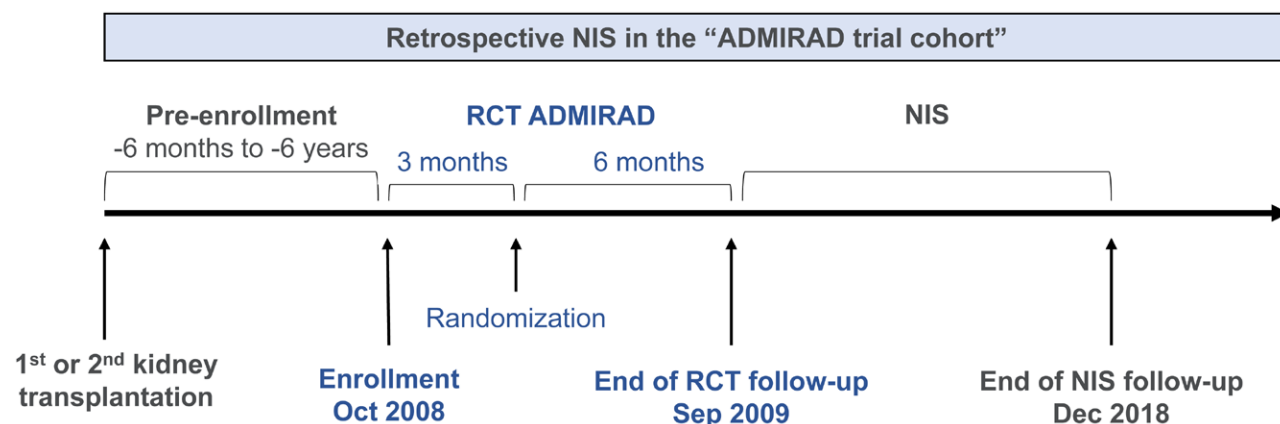 Retrospective NIS in the “ADMIRAD trial cohort”
Pre-enrollment
-6 months to -6 years
RCT ADMIRAD
3 months
6 months
NIS
Randomization
1st or 2nd kidney
transplantation
Enrollment
Oct 2008
End of RCT follow-up
Sep 2009
End of NIS follow-up
Dec 2018